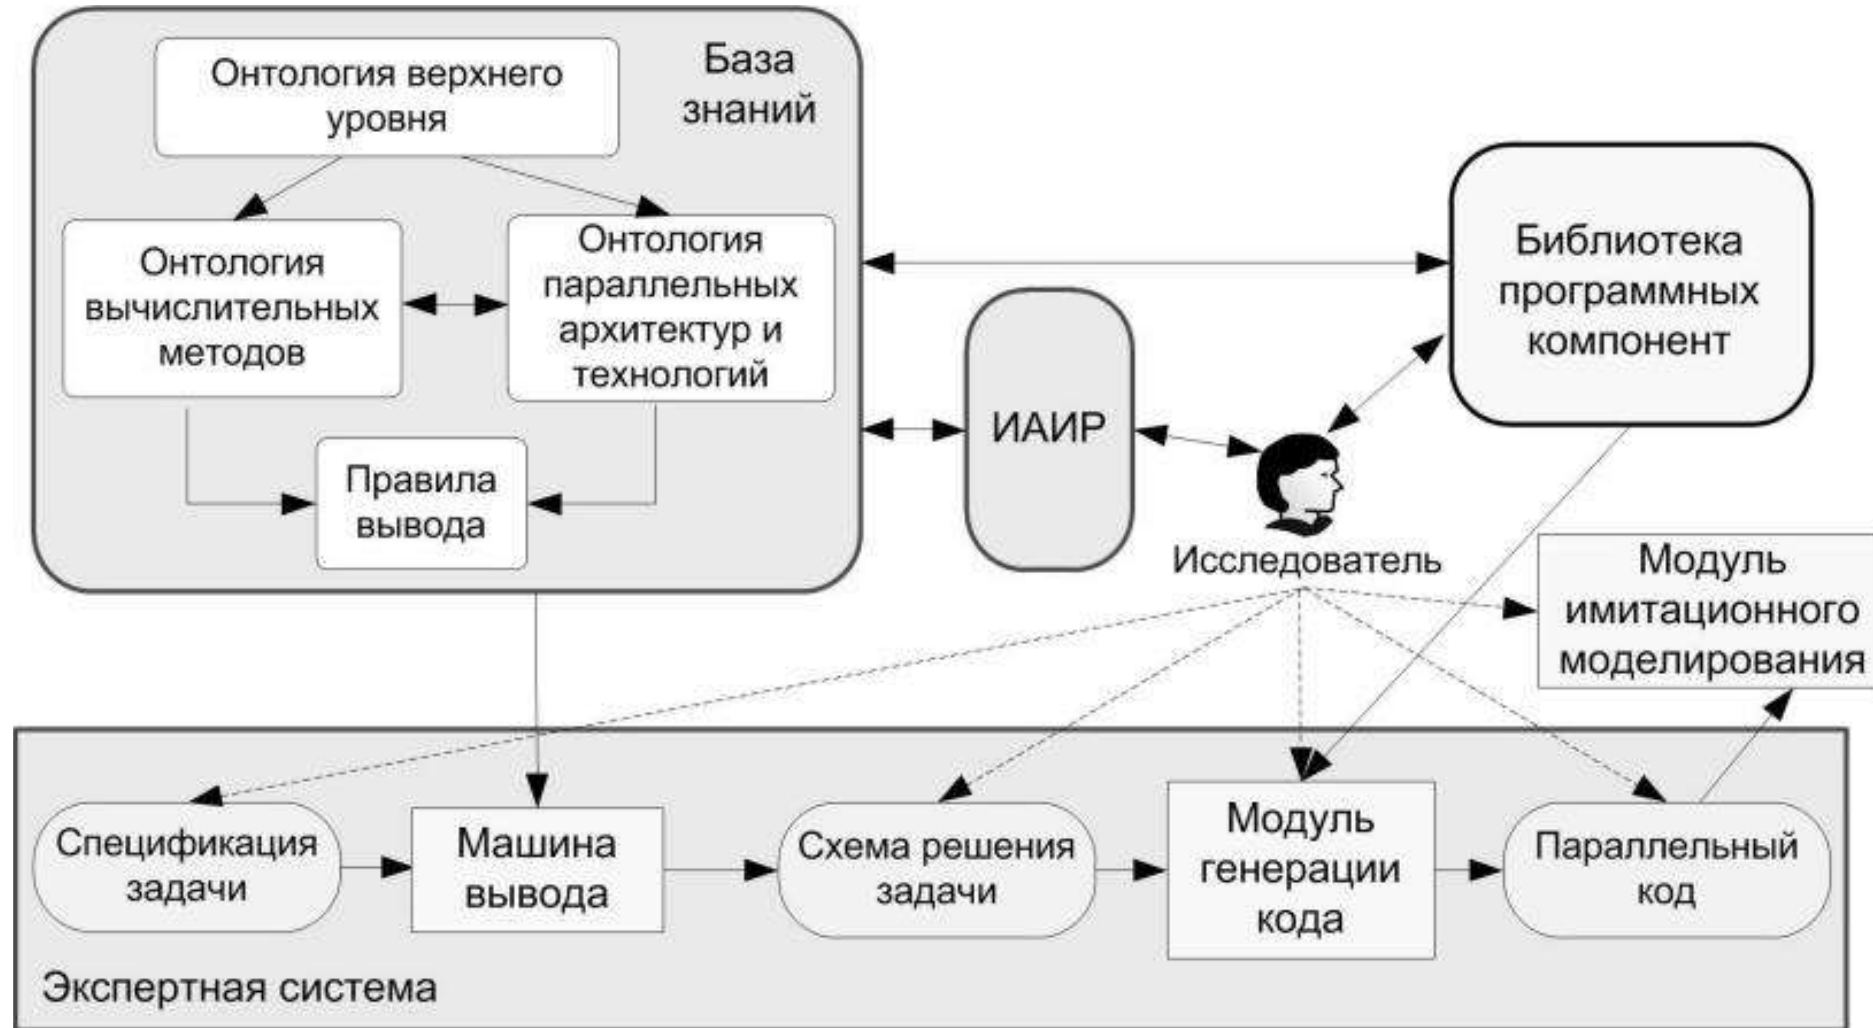 Онтология верхнего
уровня
База
знаний
Онтология
вычислительных
методов
Онтология
параллельных
архитектур и
технологий
Правила
вывода
ИАИР
Библиотека
программных
компонент
Исследователь
Модуль
имитационного
моделирования
Спецификация
задачи
Машина
вывода
Схема решения
задачи
Модуль
генерации
кода
Параллельный
код
Экспертная система